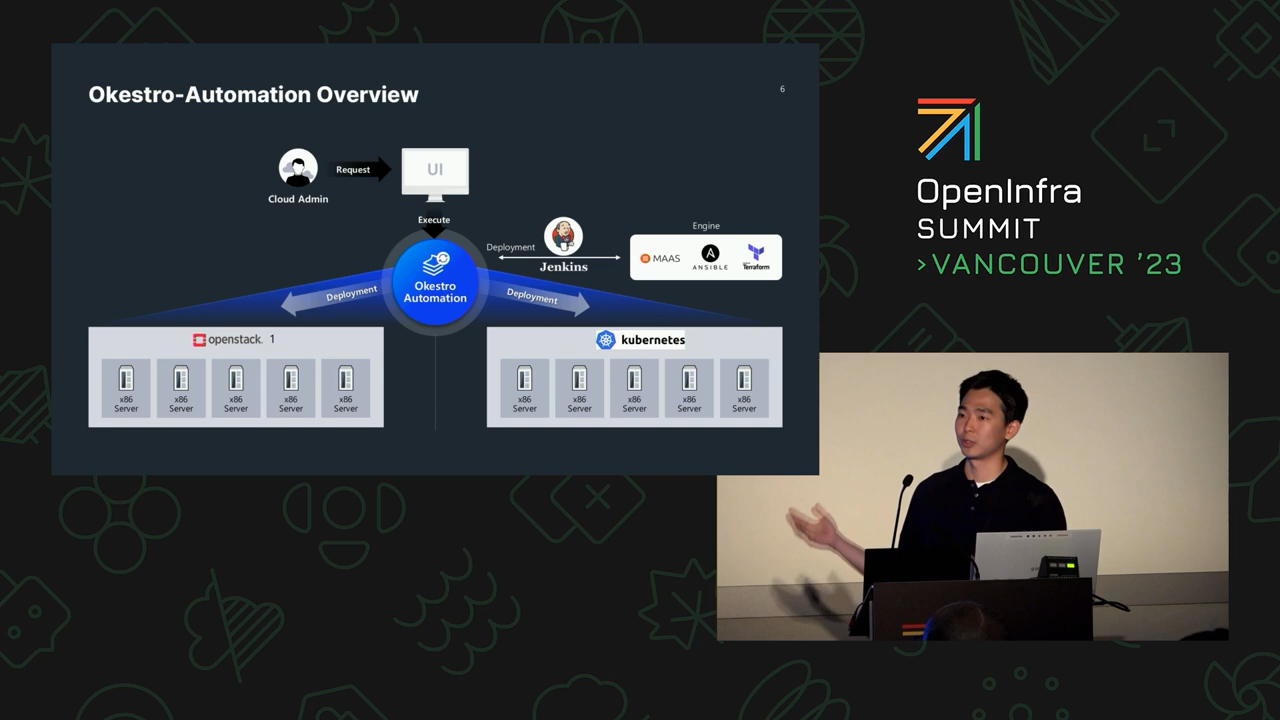 Okestro-Automation Overview
6
Request
UI
Cloud Admin
Execute
Engine
Deployment
Jenkins
MAAS
ANSIBLE
Terraform
Okestro
Automation
Deployment
Deployment
openstack. 1
kubernetes
x86
Server
x86
Server
x86
Server
x86
Server
x86
Server
x86
Server
x86
Server
x86
Server
x86
Server
x86
Server
OpenInfra
SUMMIT
>VANCOUVER '23